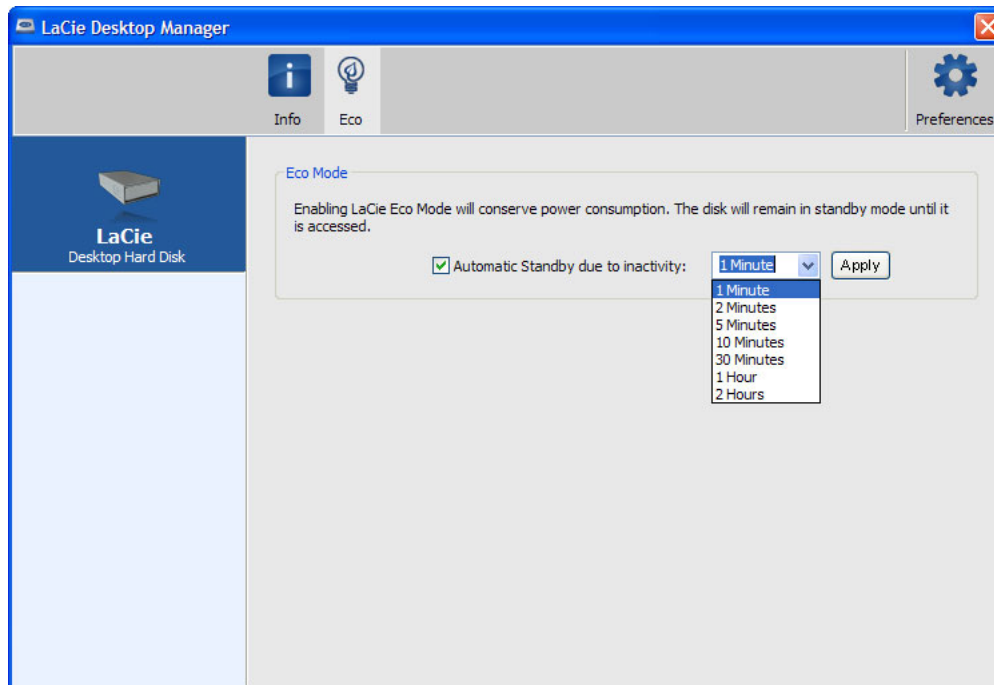 LaCie Desktop Manager
Info
Eco
Preferences
LaCie
Desktop Hard Disk
Eco Mode
Enabling LaCie Eco Mode will conserve power consumption. The disk will remain in standby mode until it
is accessed.
Automatic Standby due to inactivity: 1 Minute Apply
1 Minute
2 Minutes
5 Minutes
10 Minutes
30 Minutes
1 Hour
2 Hours